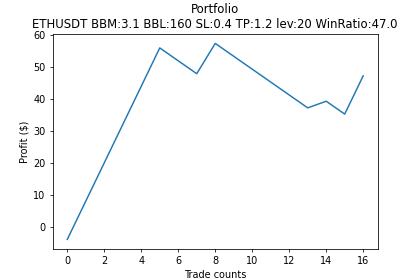 Portfolio
ETHUSDT BBM:3.1 BBL:160 SL:0.4 TP:1.2 lev:20 WinRatio:47.0
60
50
40
30
20
10
0
Profit ($)
0 2 4 6 8 10 12 14 16
Trade counts